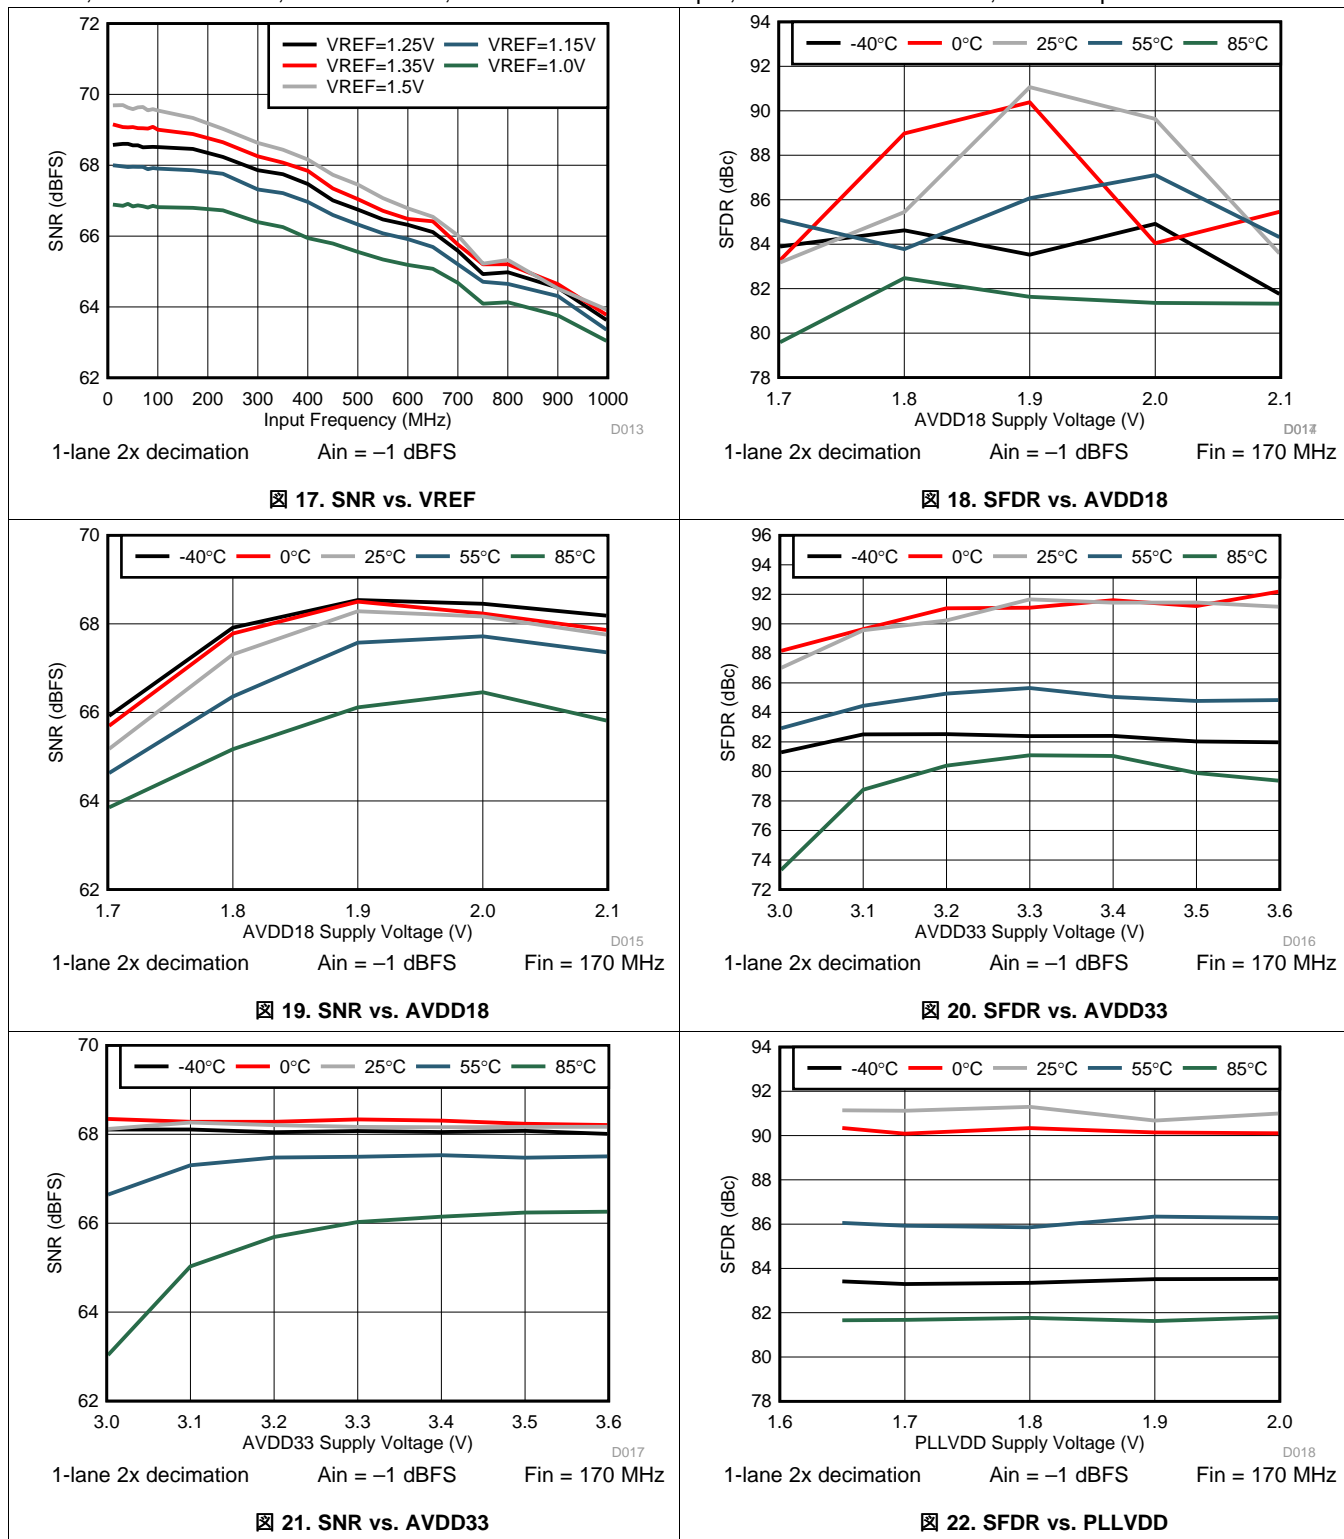 72
70
68
66
64
62
SNR (dBFS)
VREF=1.25V
VREF=1.35V
VREF=1.5V
VREF=1.15V
VREF=1.0V
0 100 200 300 400 500 600 700 800 900 1000
Input Frequency (MHz)
D013
1-lane 2x decimation Ain = –1 dBFS
図 17. SNR vs. VREF
94
92
90
88
86
84
82
80
78
SFDR (dBc)
-40°C 0°C 25°C 55°C 85°C
1.7 1.8 1.9 2.0 2.1
AVDD18 Supply Voltage (V)
1-lane 2x decimation Ain = –1 dBFS Fin = 170 MHz
図 18. SFDR vs. AVDD18
70
68
66
64
62
SNR (dBFS)
-40°C 0°C 25°C 55°C 85°C
1.7 1.8 1.9 2.0 2.1
AVDD18 Supply Voltage (V)
D015
1-lane 2x decimation Ain = –1 dBFS Fin = 170 MHz
図 19. SNR vs. AVDD18
96
94
92
90
88
86
84
82
80
78
76
74
72
SFDR (dBc)
-40°C 0°C 25°C 55°C 85°C
3.0 3.1 3.2 3.3 3.4 3.5 3.6
AVDD33 Supply Voltage (V)
D016
1-lane 2x decimation Ain = –1 dBFS Fin = 170 MHz
図 20. SFDR vs. AVDD33
70
68
66
64
62
SNR (dBFS)
-40°C 0°C 25°C 55°C 85°C
3.0 3.1 3.2 3.3 3.4 3.5 3.6
AVDD33 Supply Voltage (V)
D017
1-lane 2x decimation Ain = –1 dBFS Fin = 170 MHz
図 21. SNR vs. AVDD33
94
92
90
88
86
84
82
80
78
SFDR (dBc)
-40°C 0°C 25°C 55°C 85°C
1.6 1.7 1.8 1.9 2.0
PLLVDD Supply Voltage (V)
D018
1-lane 2x decimation Ain = –1 dBFS Fin = 170 MHz
図 22. SFDR vs. PLLVDD